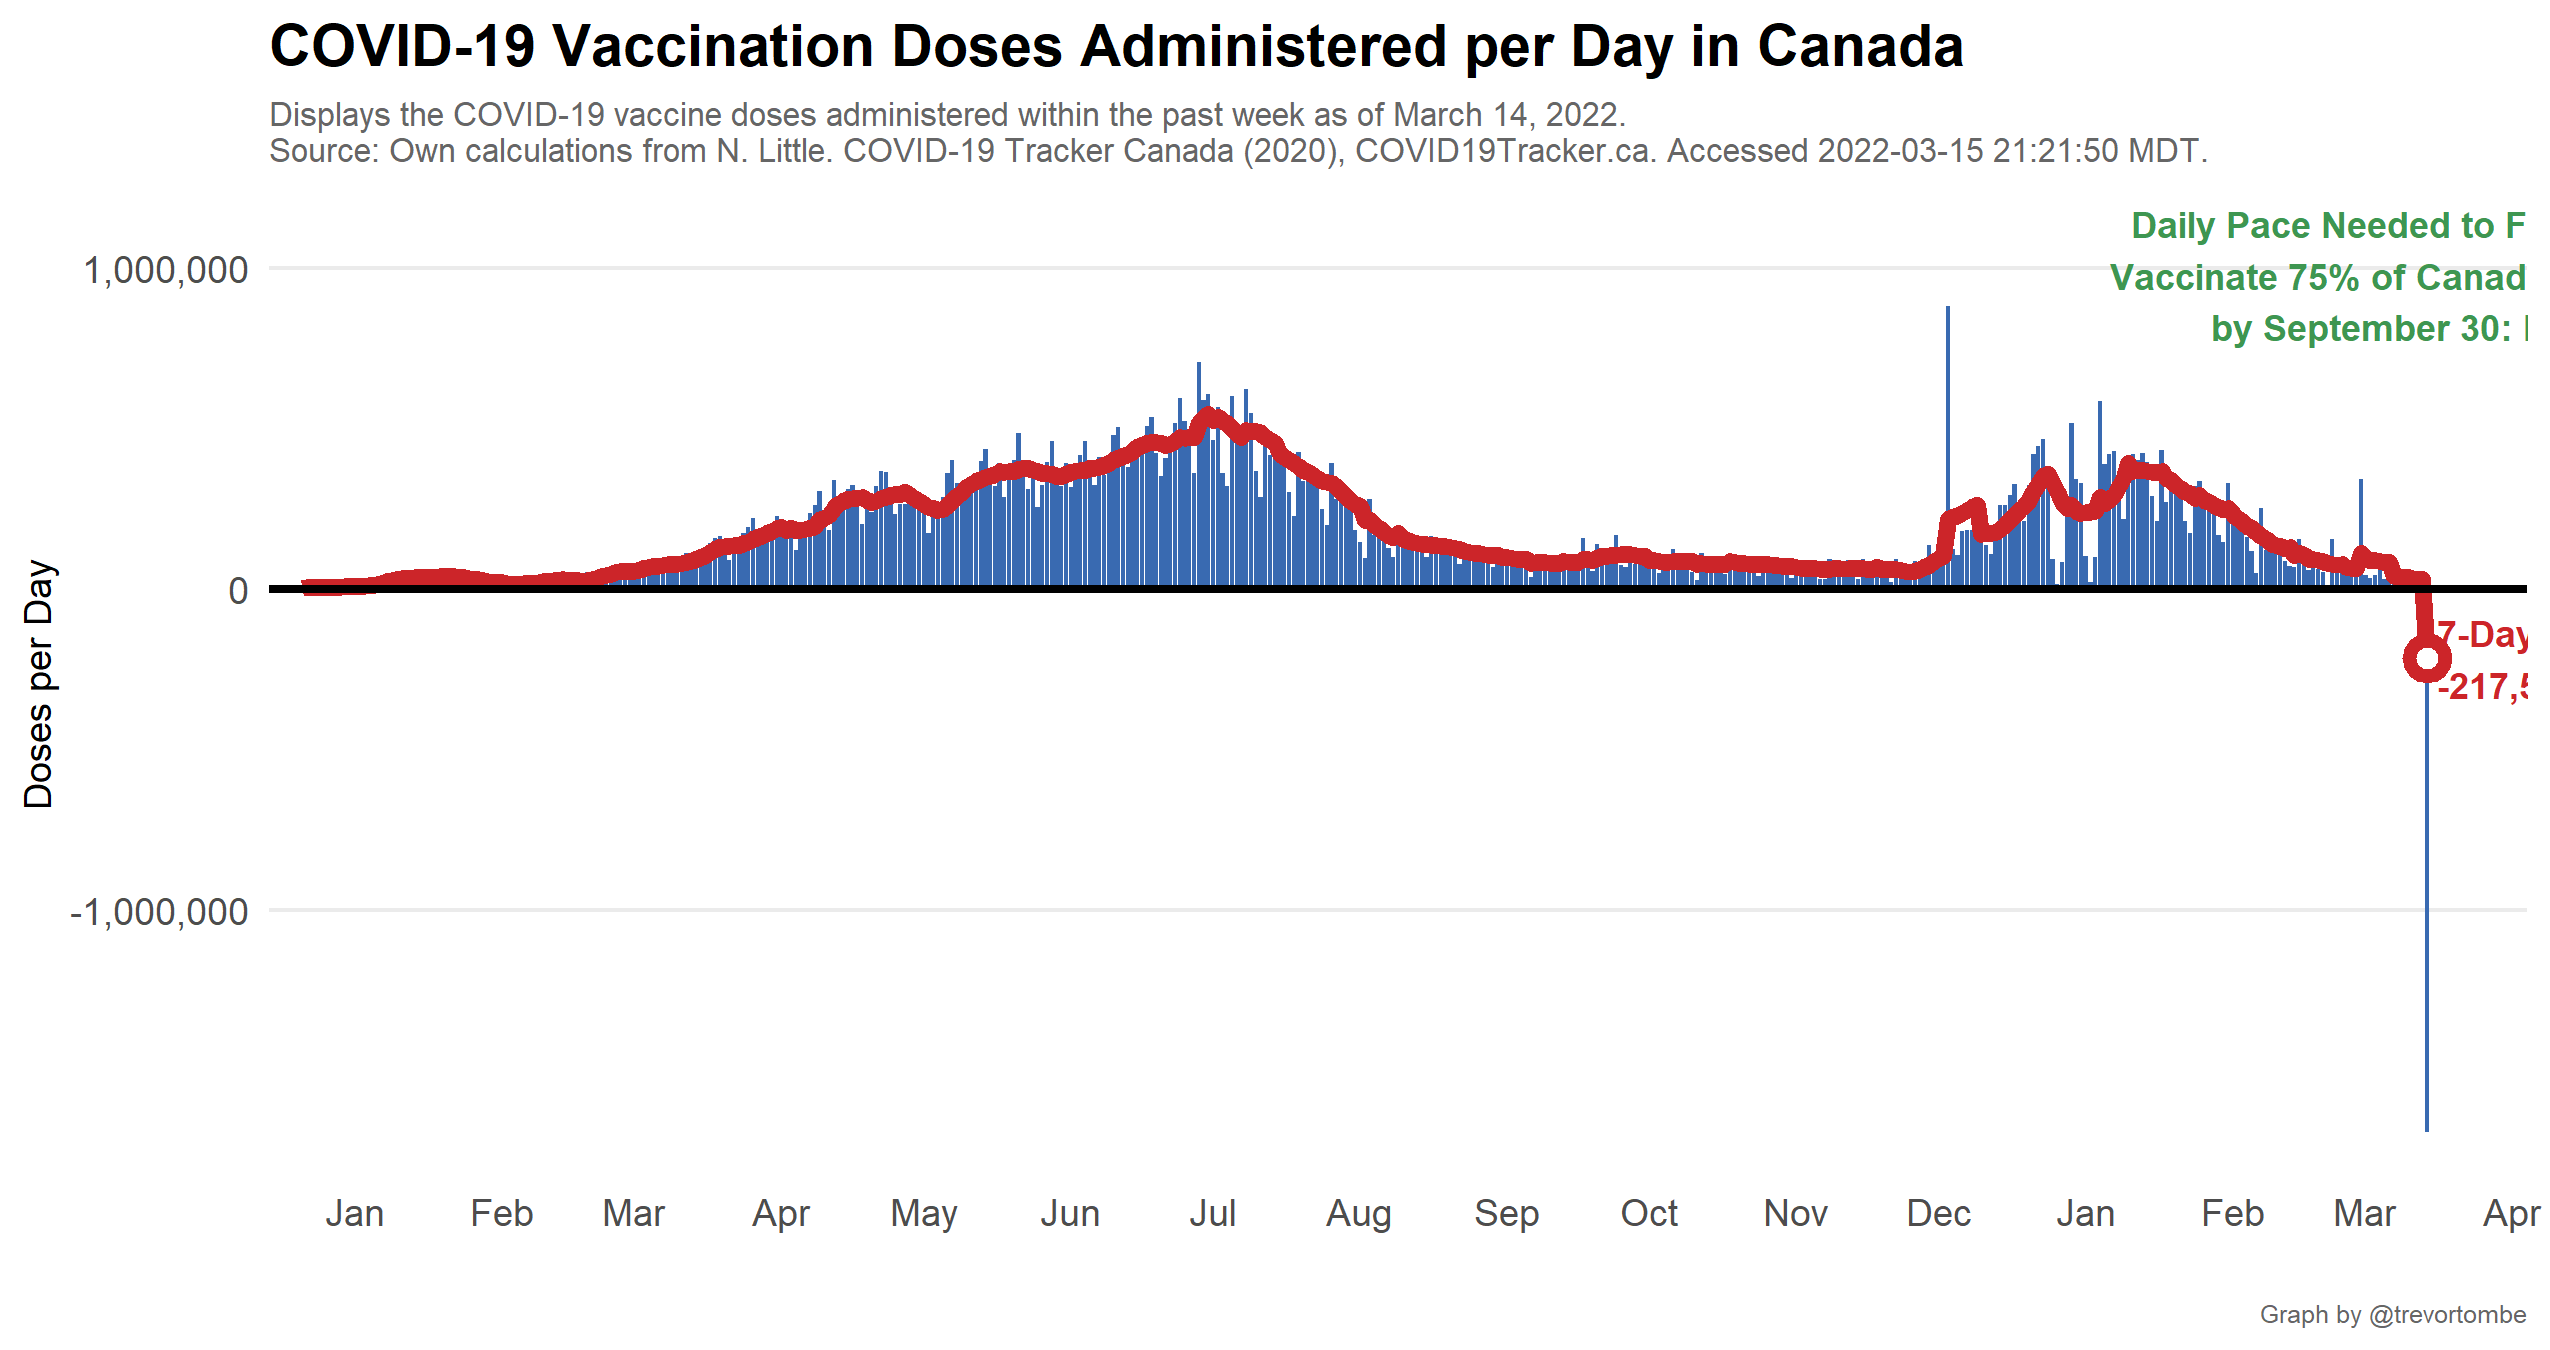 COVID-19 Vaccination Doses Administered per Day in Canada
Displays the COVID-19 vaccine doses administered within the past week as of March 14, 2022.
Source: Own calculations from N. Little. COVID-19 Tracker Canada (2020), COVID19Tracker.ca. Accessed 2022-03-15 21:21:50 MDT.
Daily Pace Needed to F
Vaccinate 75% of Canad
by September 30:
1,000,000
0
-1,000,000
Doses per Day
7-Day
-217,5
Jan Feb Mar Apr May Jun Jul Aug Sep Oct Nov Dec Jan Feb Mar Apr
Graph by @trevortombe